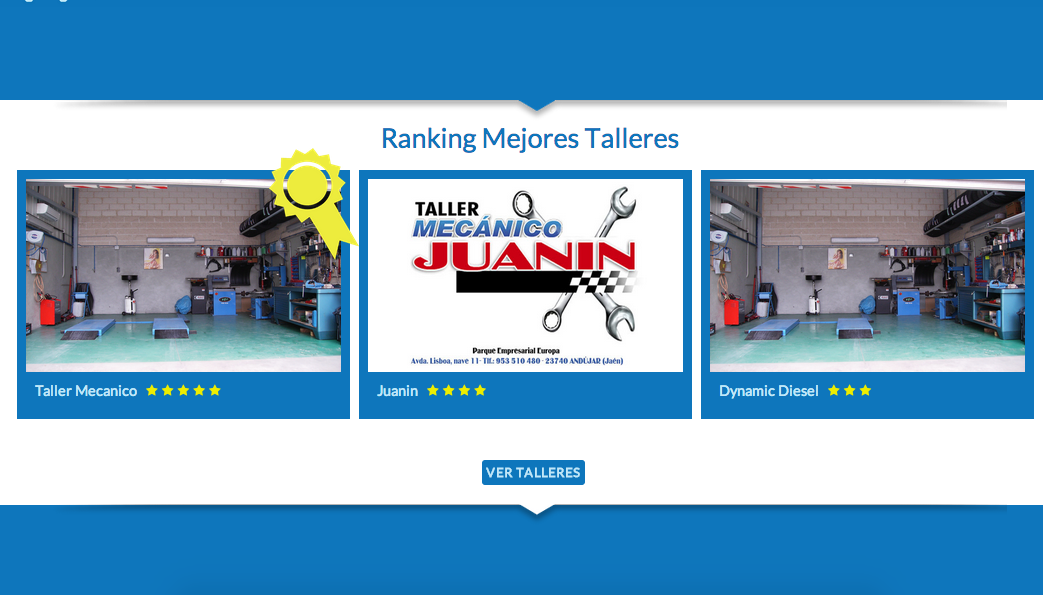 Ranking Mejores Talleres
TALLER
MECÁNICO
JUANIN
Parque Empresarial Europa
Avda. Lisboa, nave 11 · Tlf.: 953 510 480 · 23740 ANDÚJAR (Jaén)
Taller Mecanico
Juanin
Dynamic Diesel
VER TALLERES